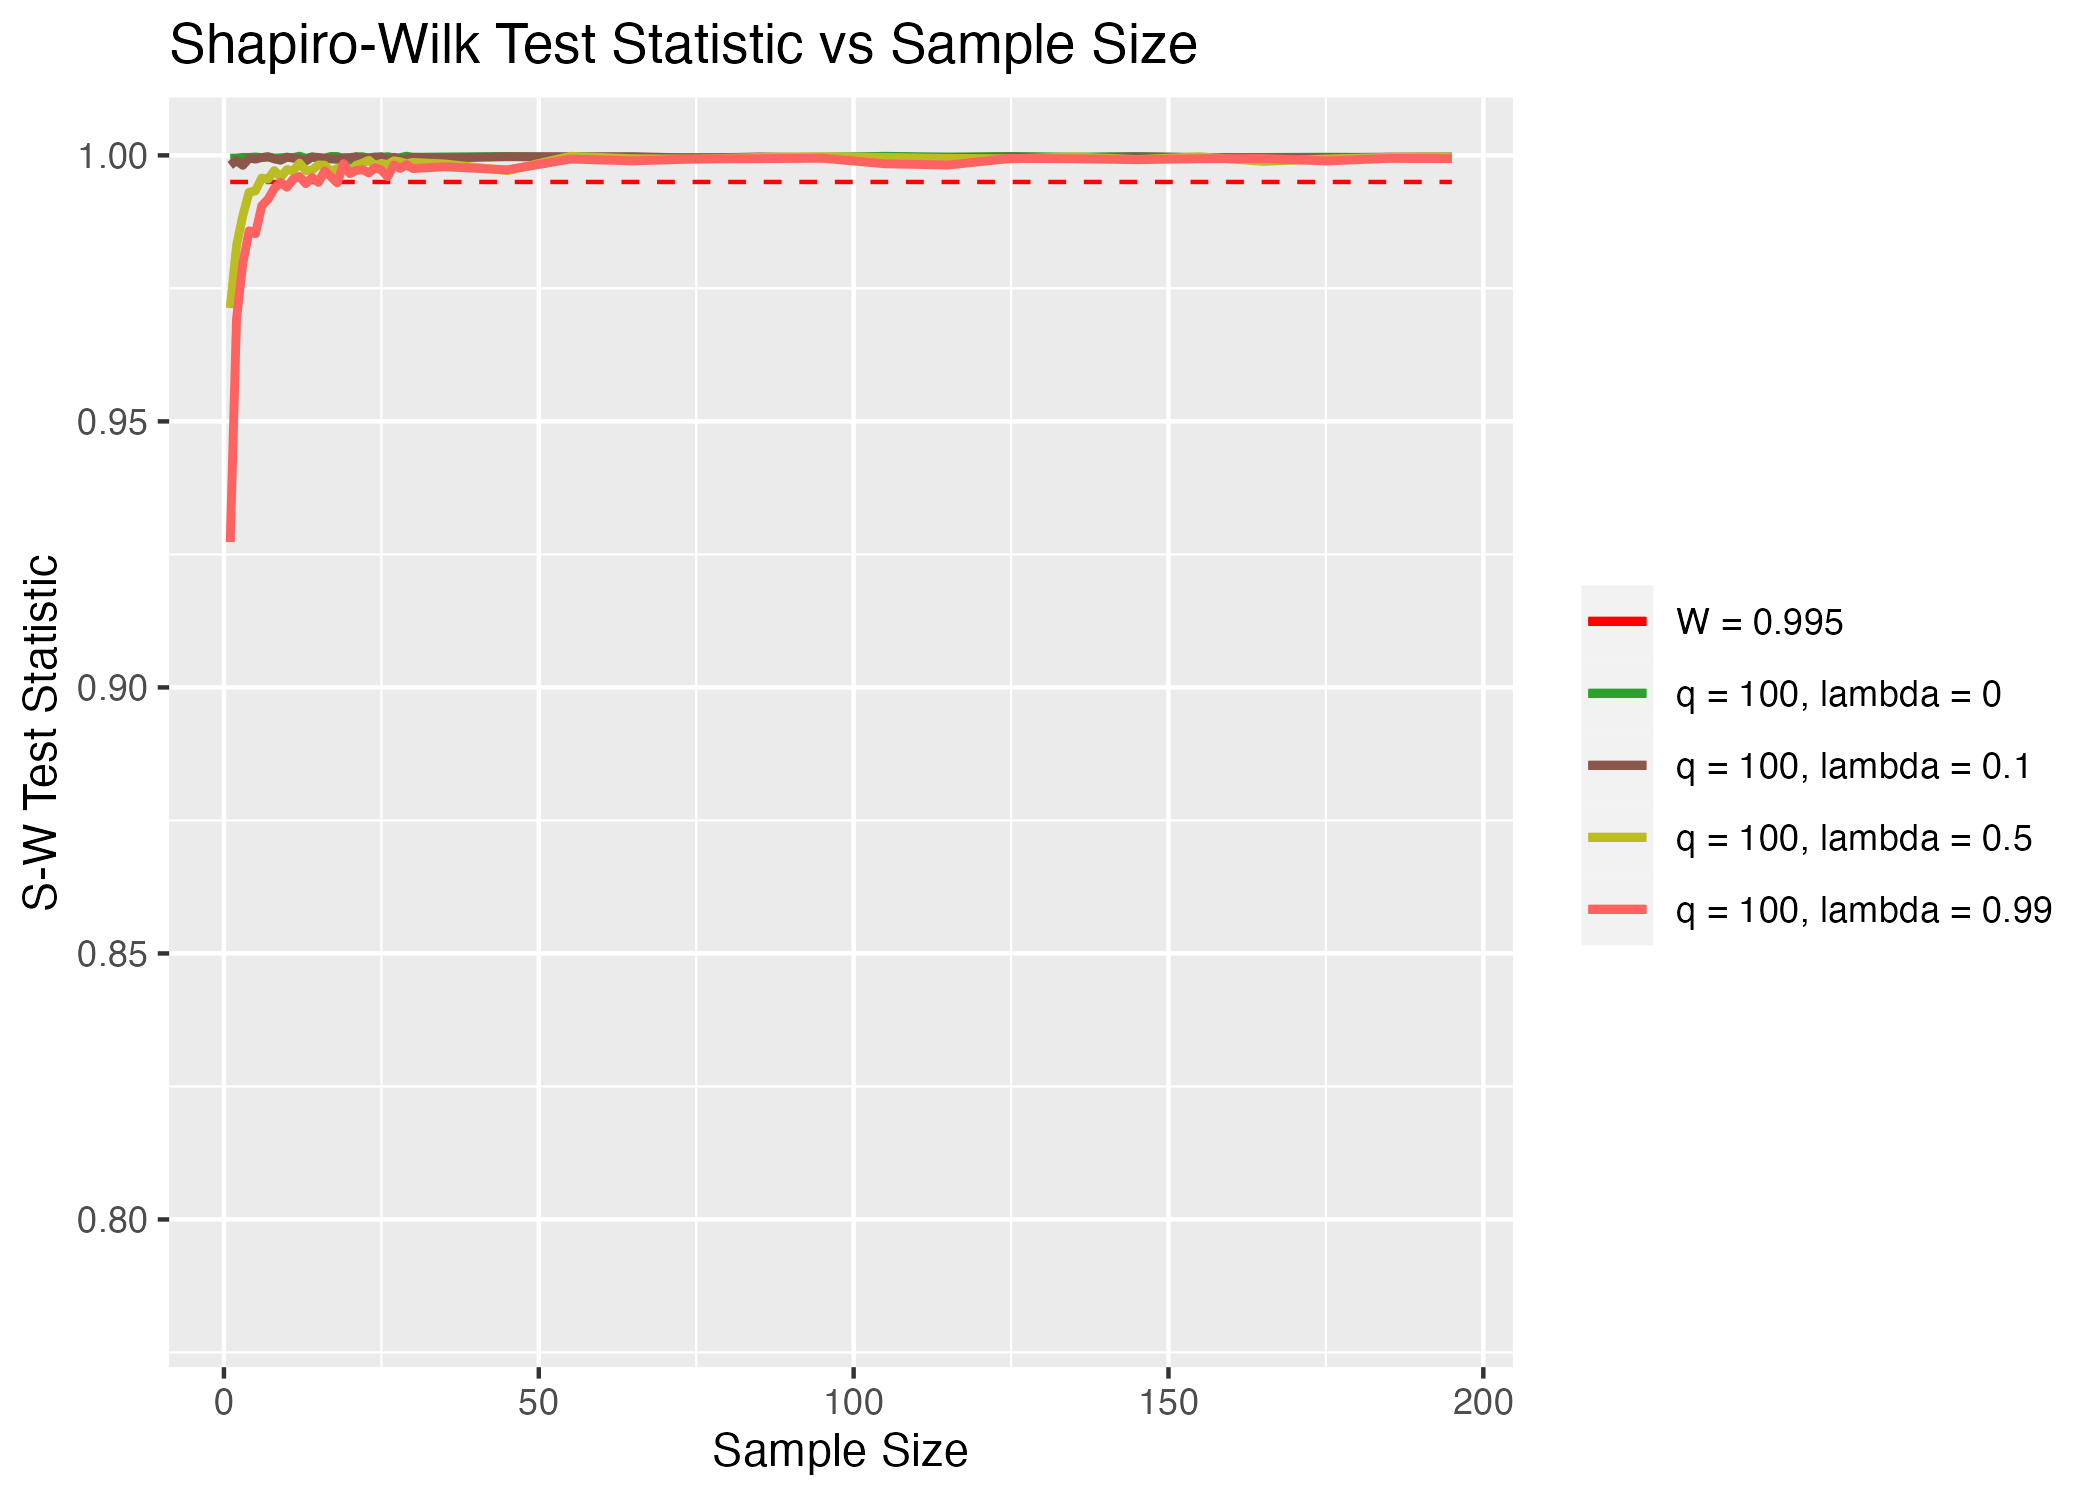 Shapiro-Wilk Test Statistic vs Sample Size
S-W Test Statistic
1.00
0.95
0.90
0.85
0.80
0 50 100 150 200
Sample Size
W = 0.995
q = 100, lambda = 0
q = 100, lambda = 0.1
q = 100, lambda = 0.5
q = 100, lambda = 0.99